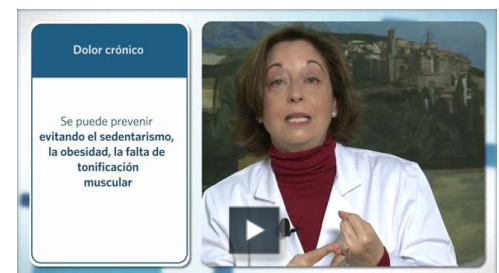 Dolor crónico
Se puede prevenir
evitando el sedentarismo,
la obesidad, la falta de
tonificación
muscular